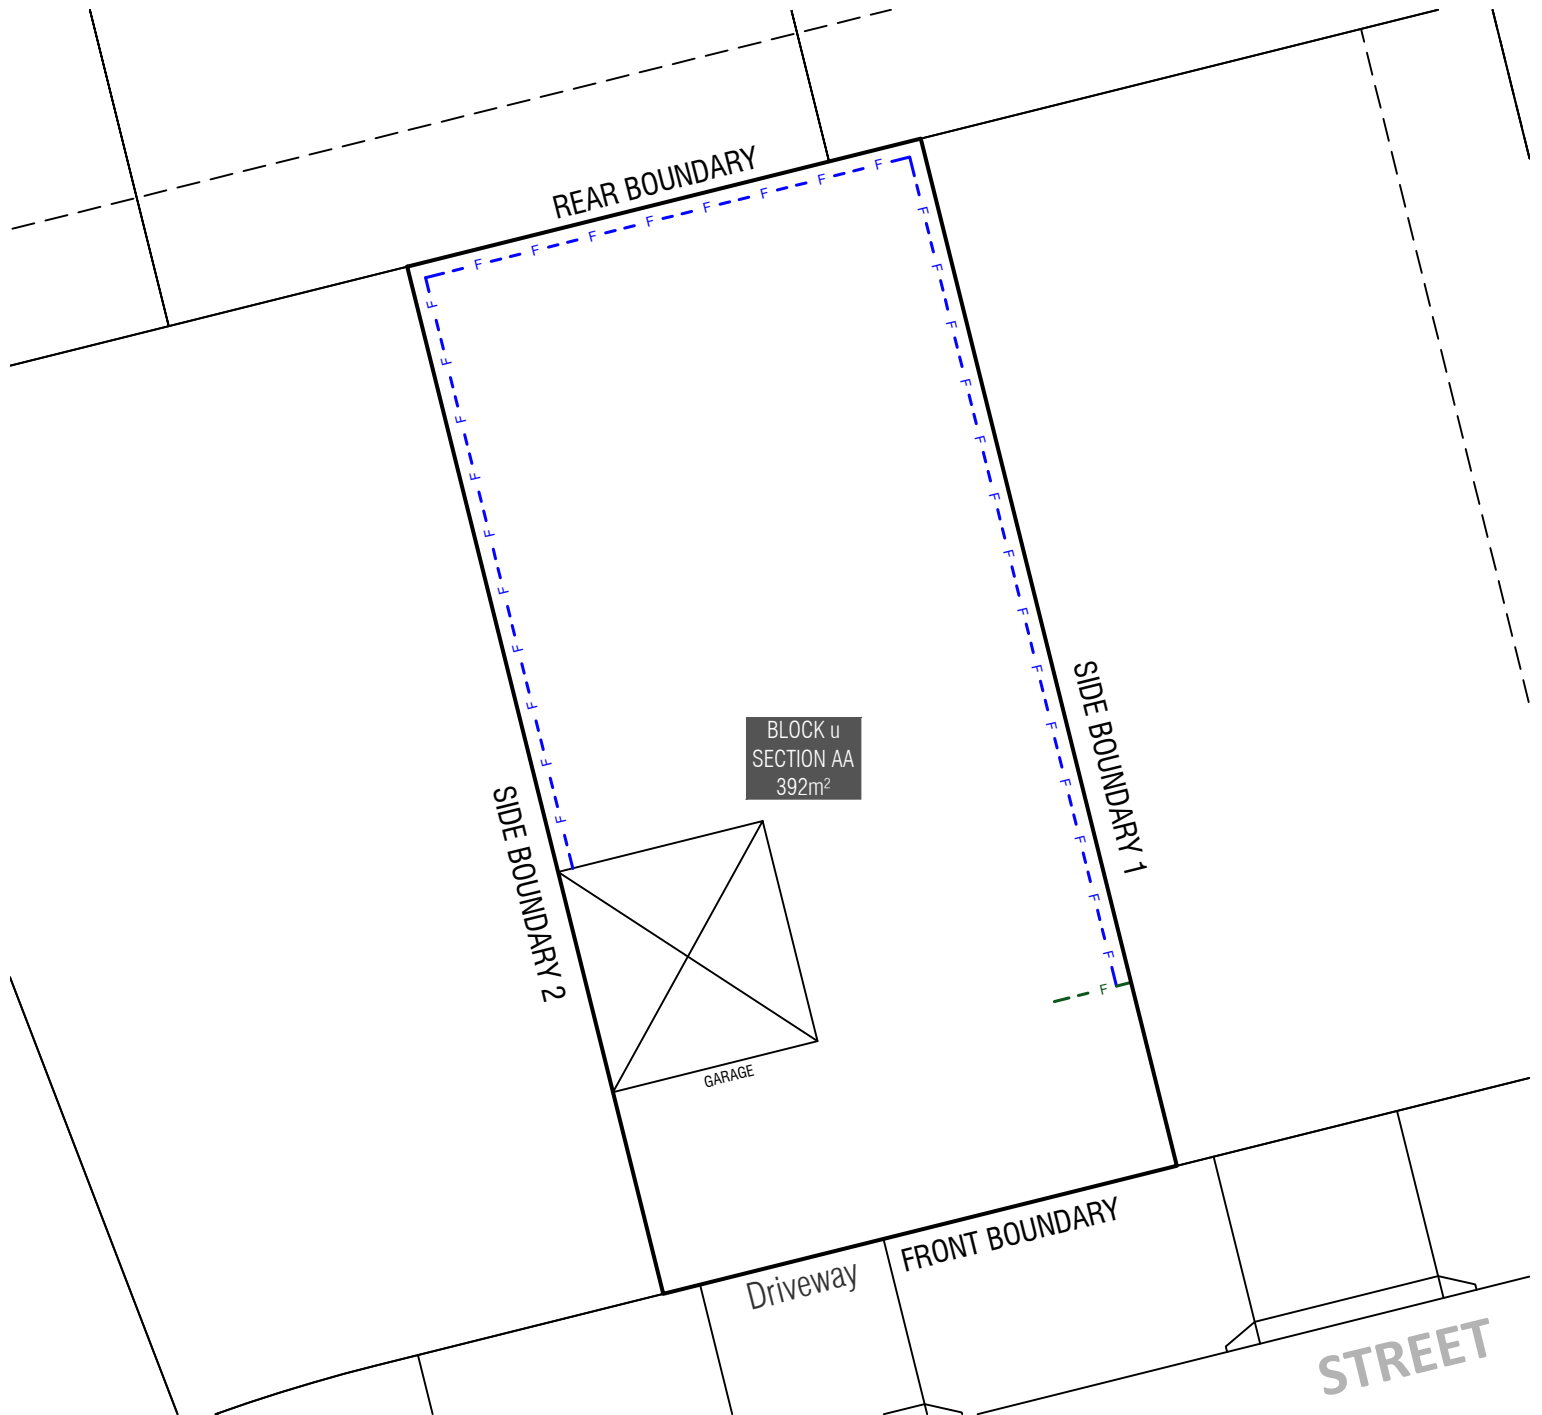 REAR BOUNDARY
F F F F F F F F
F F F F F F F F F F
F F F F F F F F F F F F F F
BLOCK u
SECTION AA
392m²
SIDE BOUNDARY 1
SIDE BOUNDARY 2
F
GARAGE
FRONT BOUNDARY
Driveway
STREET